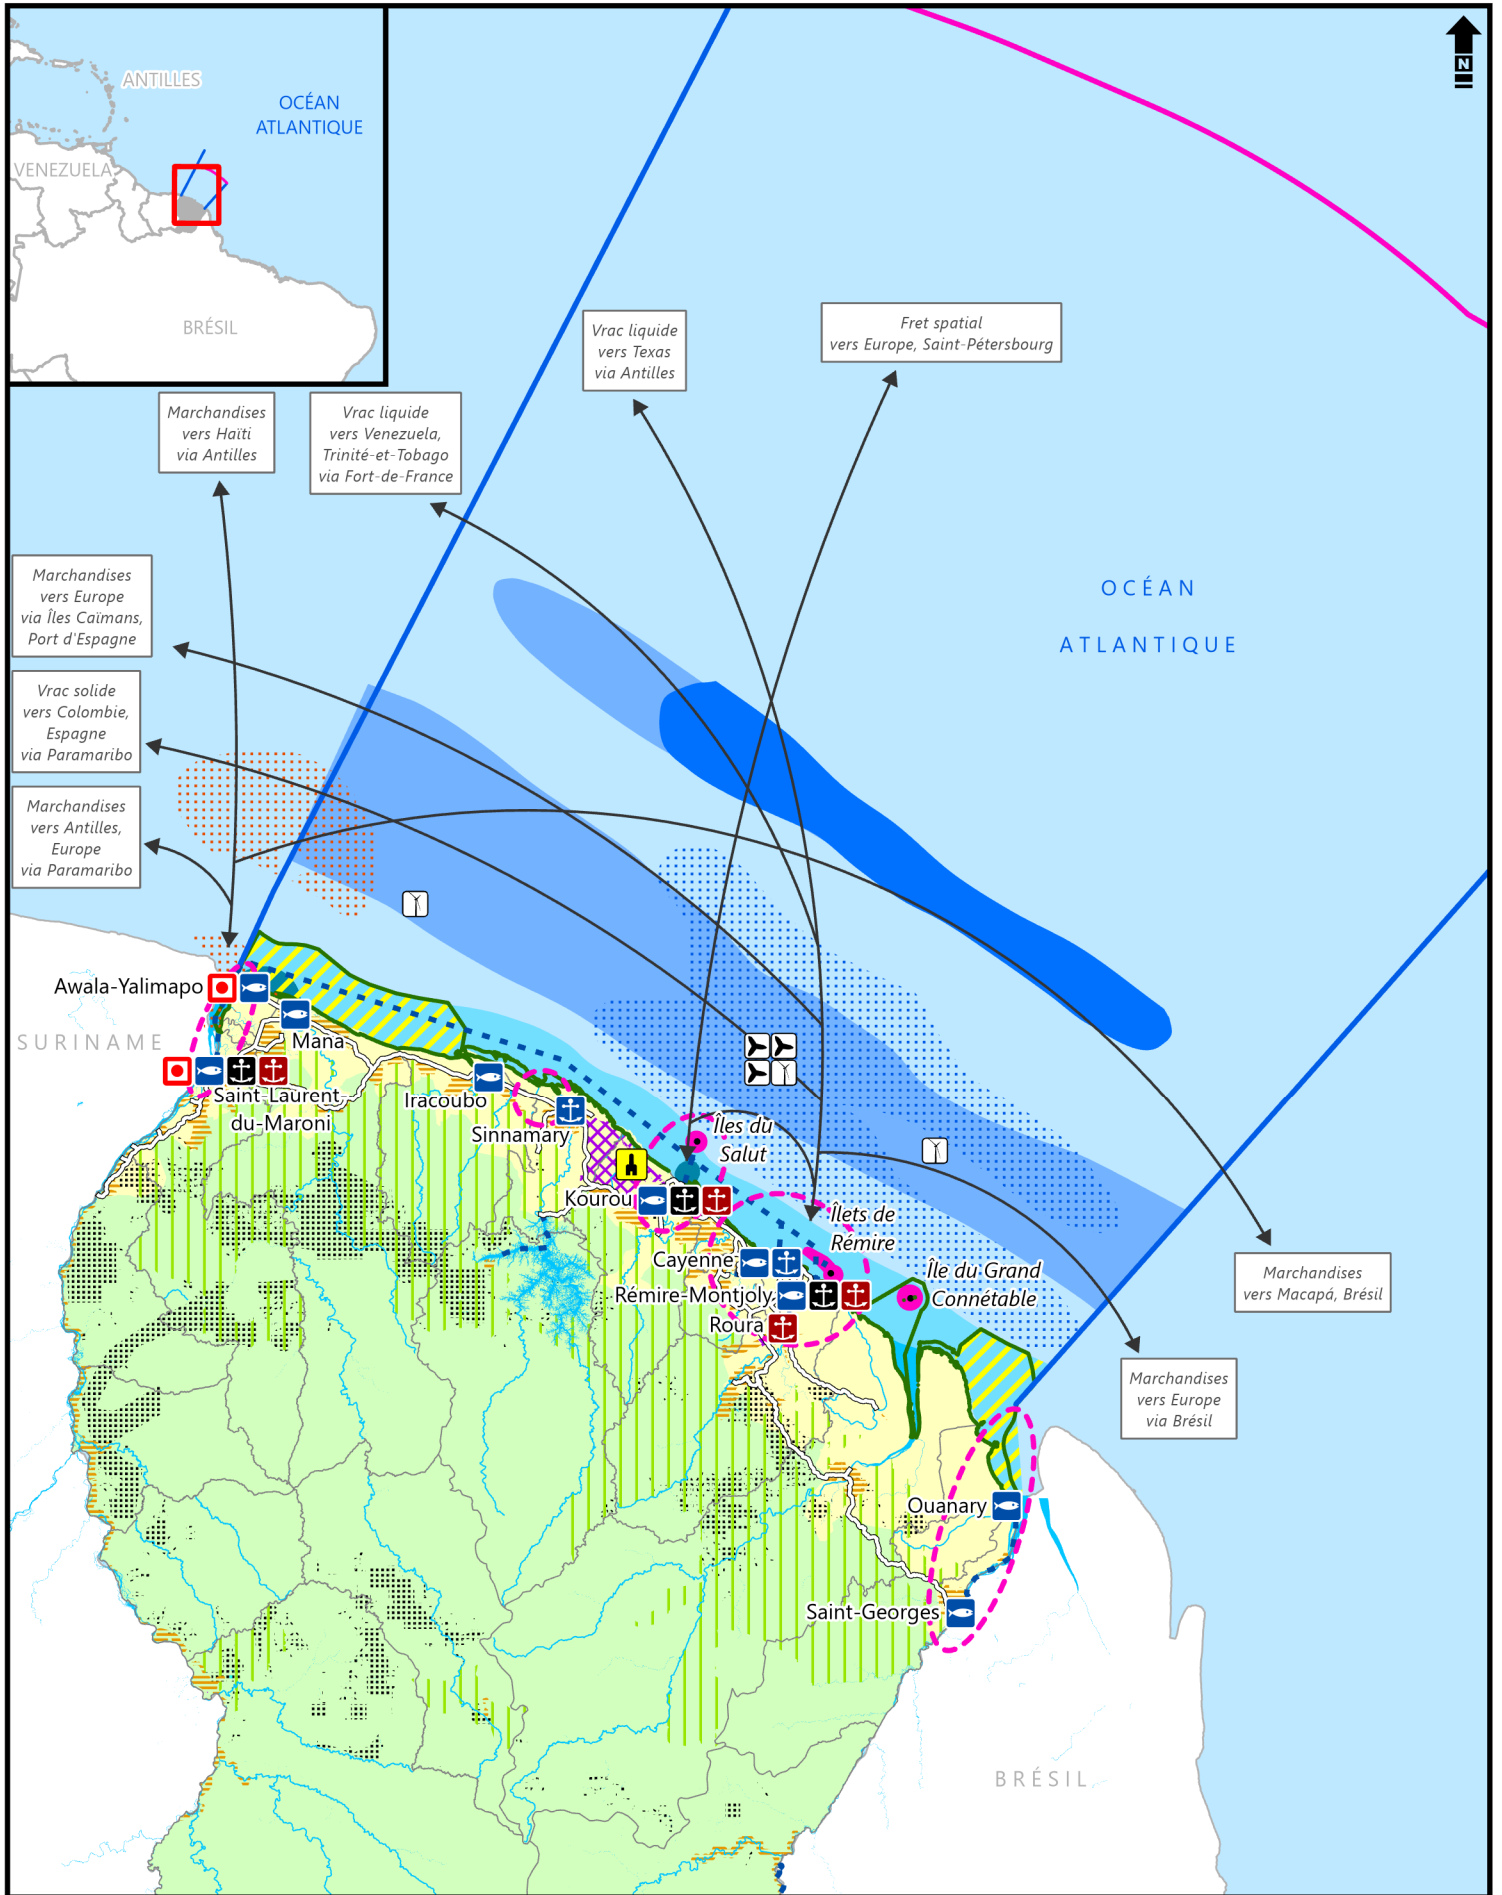 ANTILLES
OCÉAN
ATLANTIQUE
VENEZUELA
BRÉSIL
N
Vrac liquide
vers Texas
via Antilles
Fret spatial
vers Europe, Saint-Pétersbourg
Marchandises
vers Haïti
via Antilles
Vrac liquide
vers Venezuela,
Trinité-et-Tobago
via Fort-de-France
Marchandises
vers Europe
via Îles Caïmans,
Port d'Espagne
OCÉAN
ATLANTIQUE
Vrac solide
vers Colombie,
Espagne
via Paramaribo
Marchandises
vers Antilles,
Europe
via Paramaribo
Awala-Yalimapo
SURINAME
Mana
Saint-Laurent-
du-Maroni
Iracoubo
Sinnamary
Îles du
Salut
Kourou
Îlets de
Rémire
Cayenne
Rémire-Montjoly
Île du Grand
Connétable
Roura
Marchandises
vers Macapá, Brésil
Marchandises
vers Europe
via Brésil
Ouanary
Saint-Georges
BRÉSIL